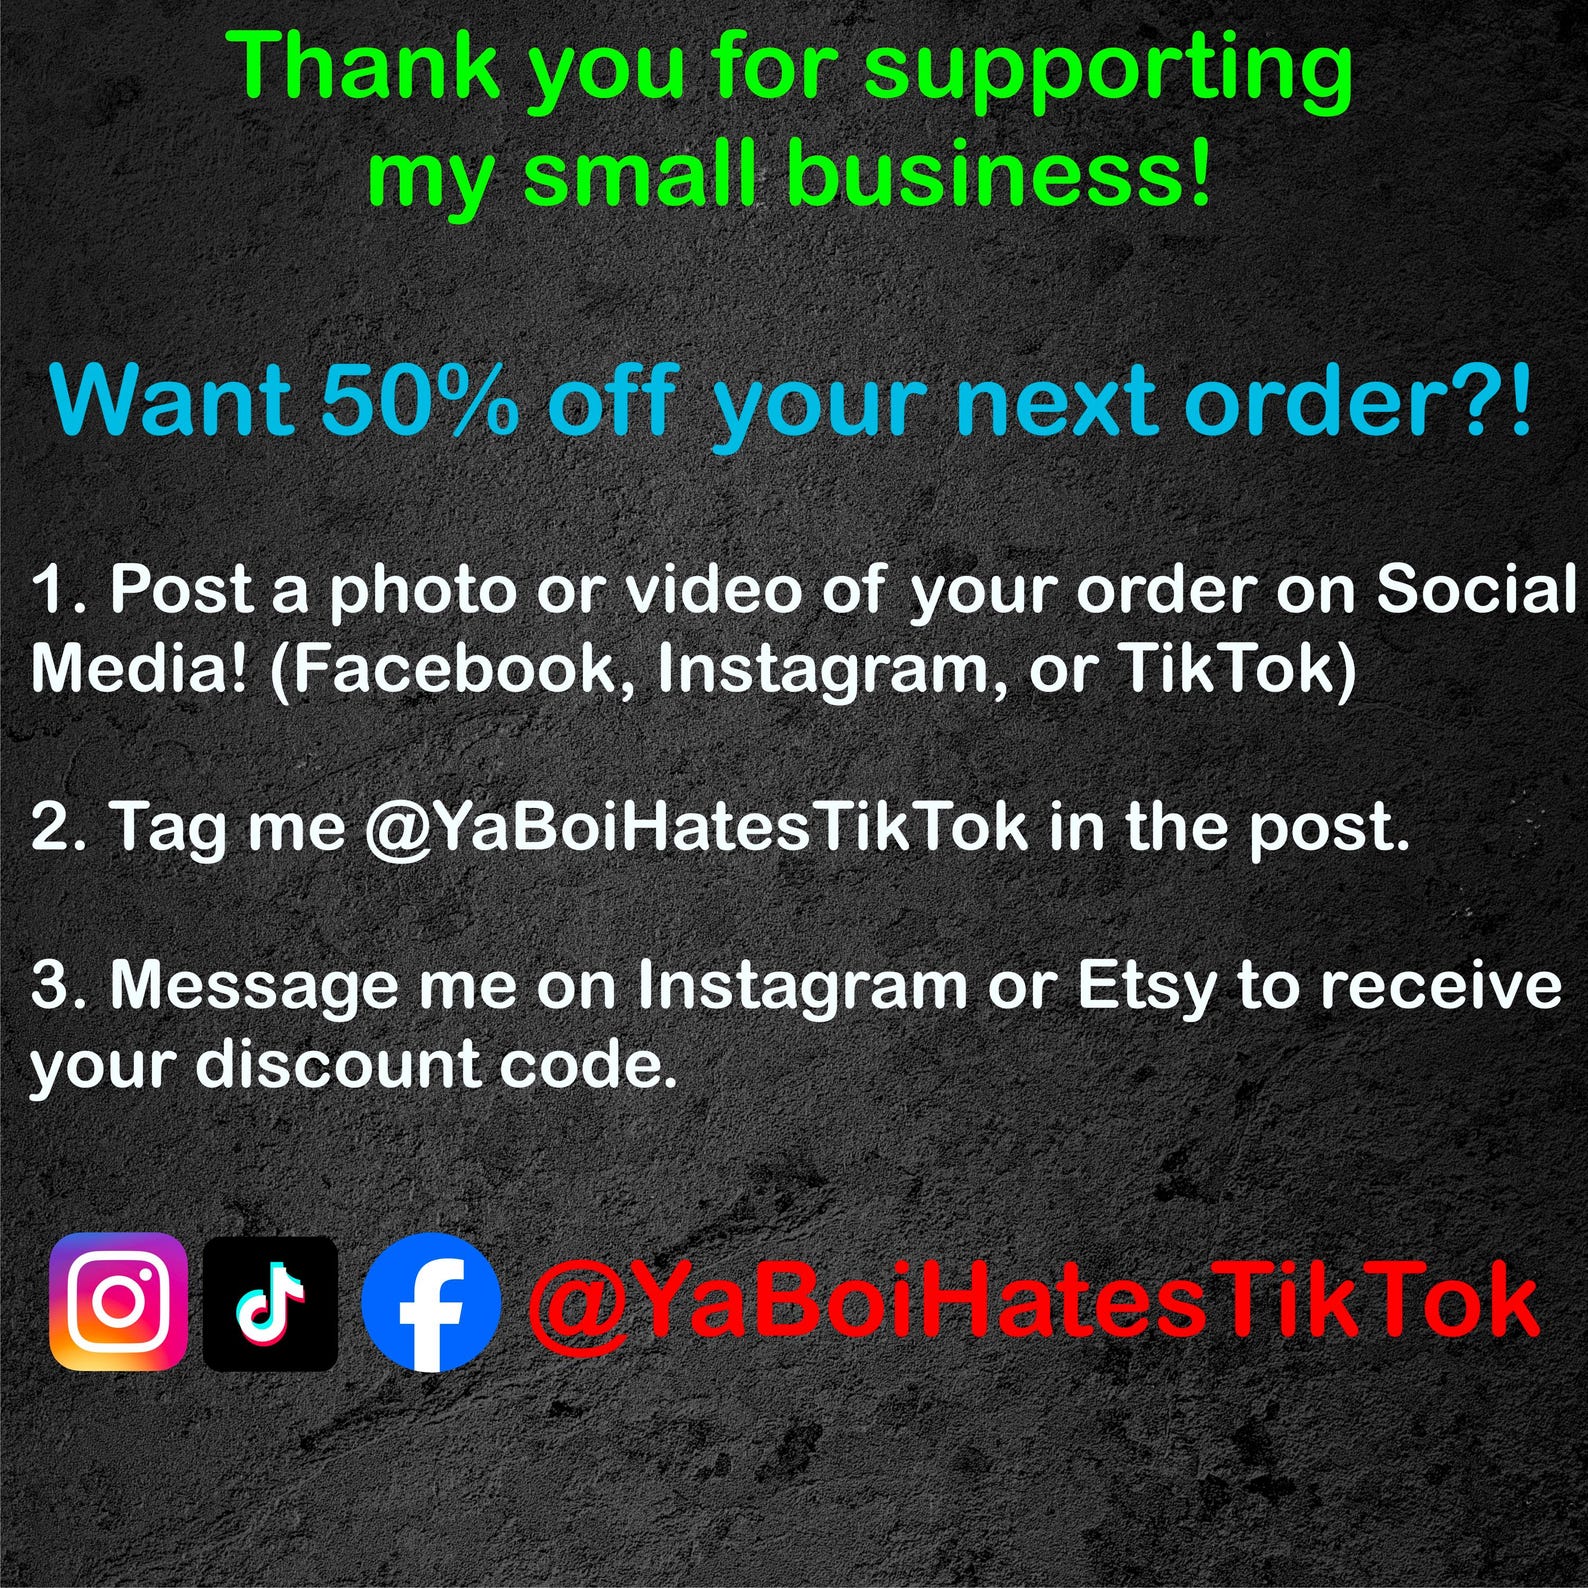 Thank you for supporting
my small business!
Want 50% off your next order?!
1. Post a photo or video of your order on Social
Media! (Facebook, Instagram, or TikTok)
2. Tag me @YaBoiHatesTikTok in the post.
3. Message me on Instagram or Etsy to receive
your discount code.
@YaBoiHatesTikTok